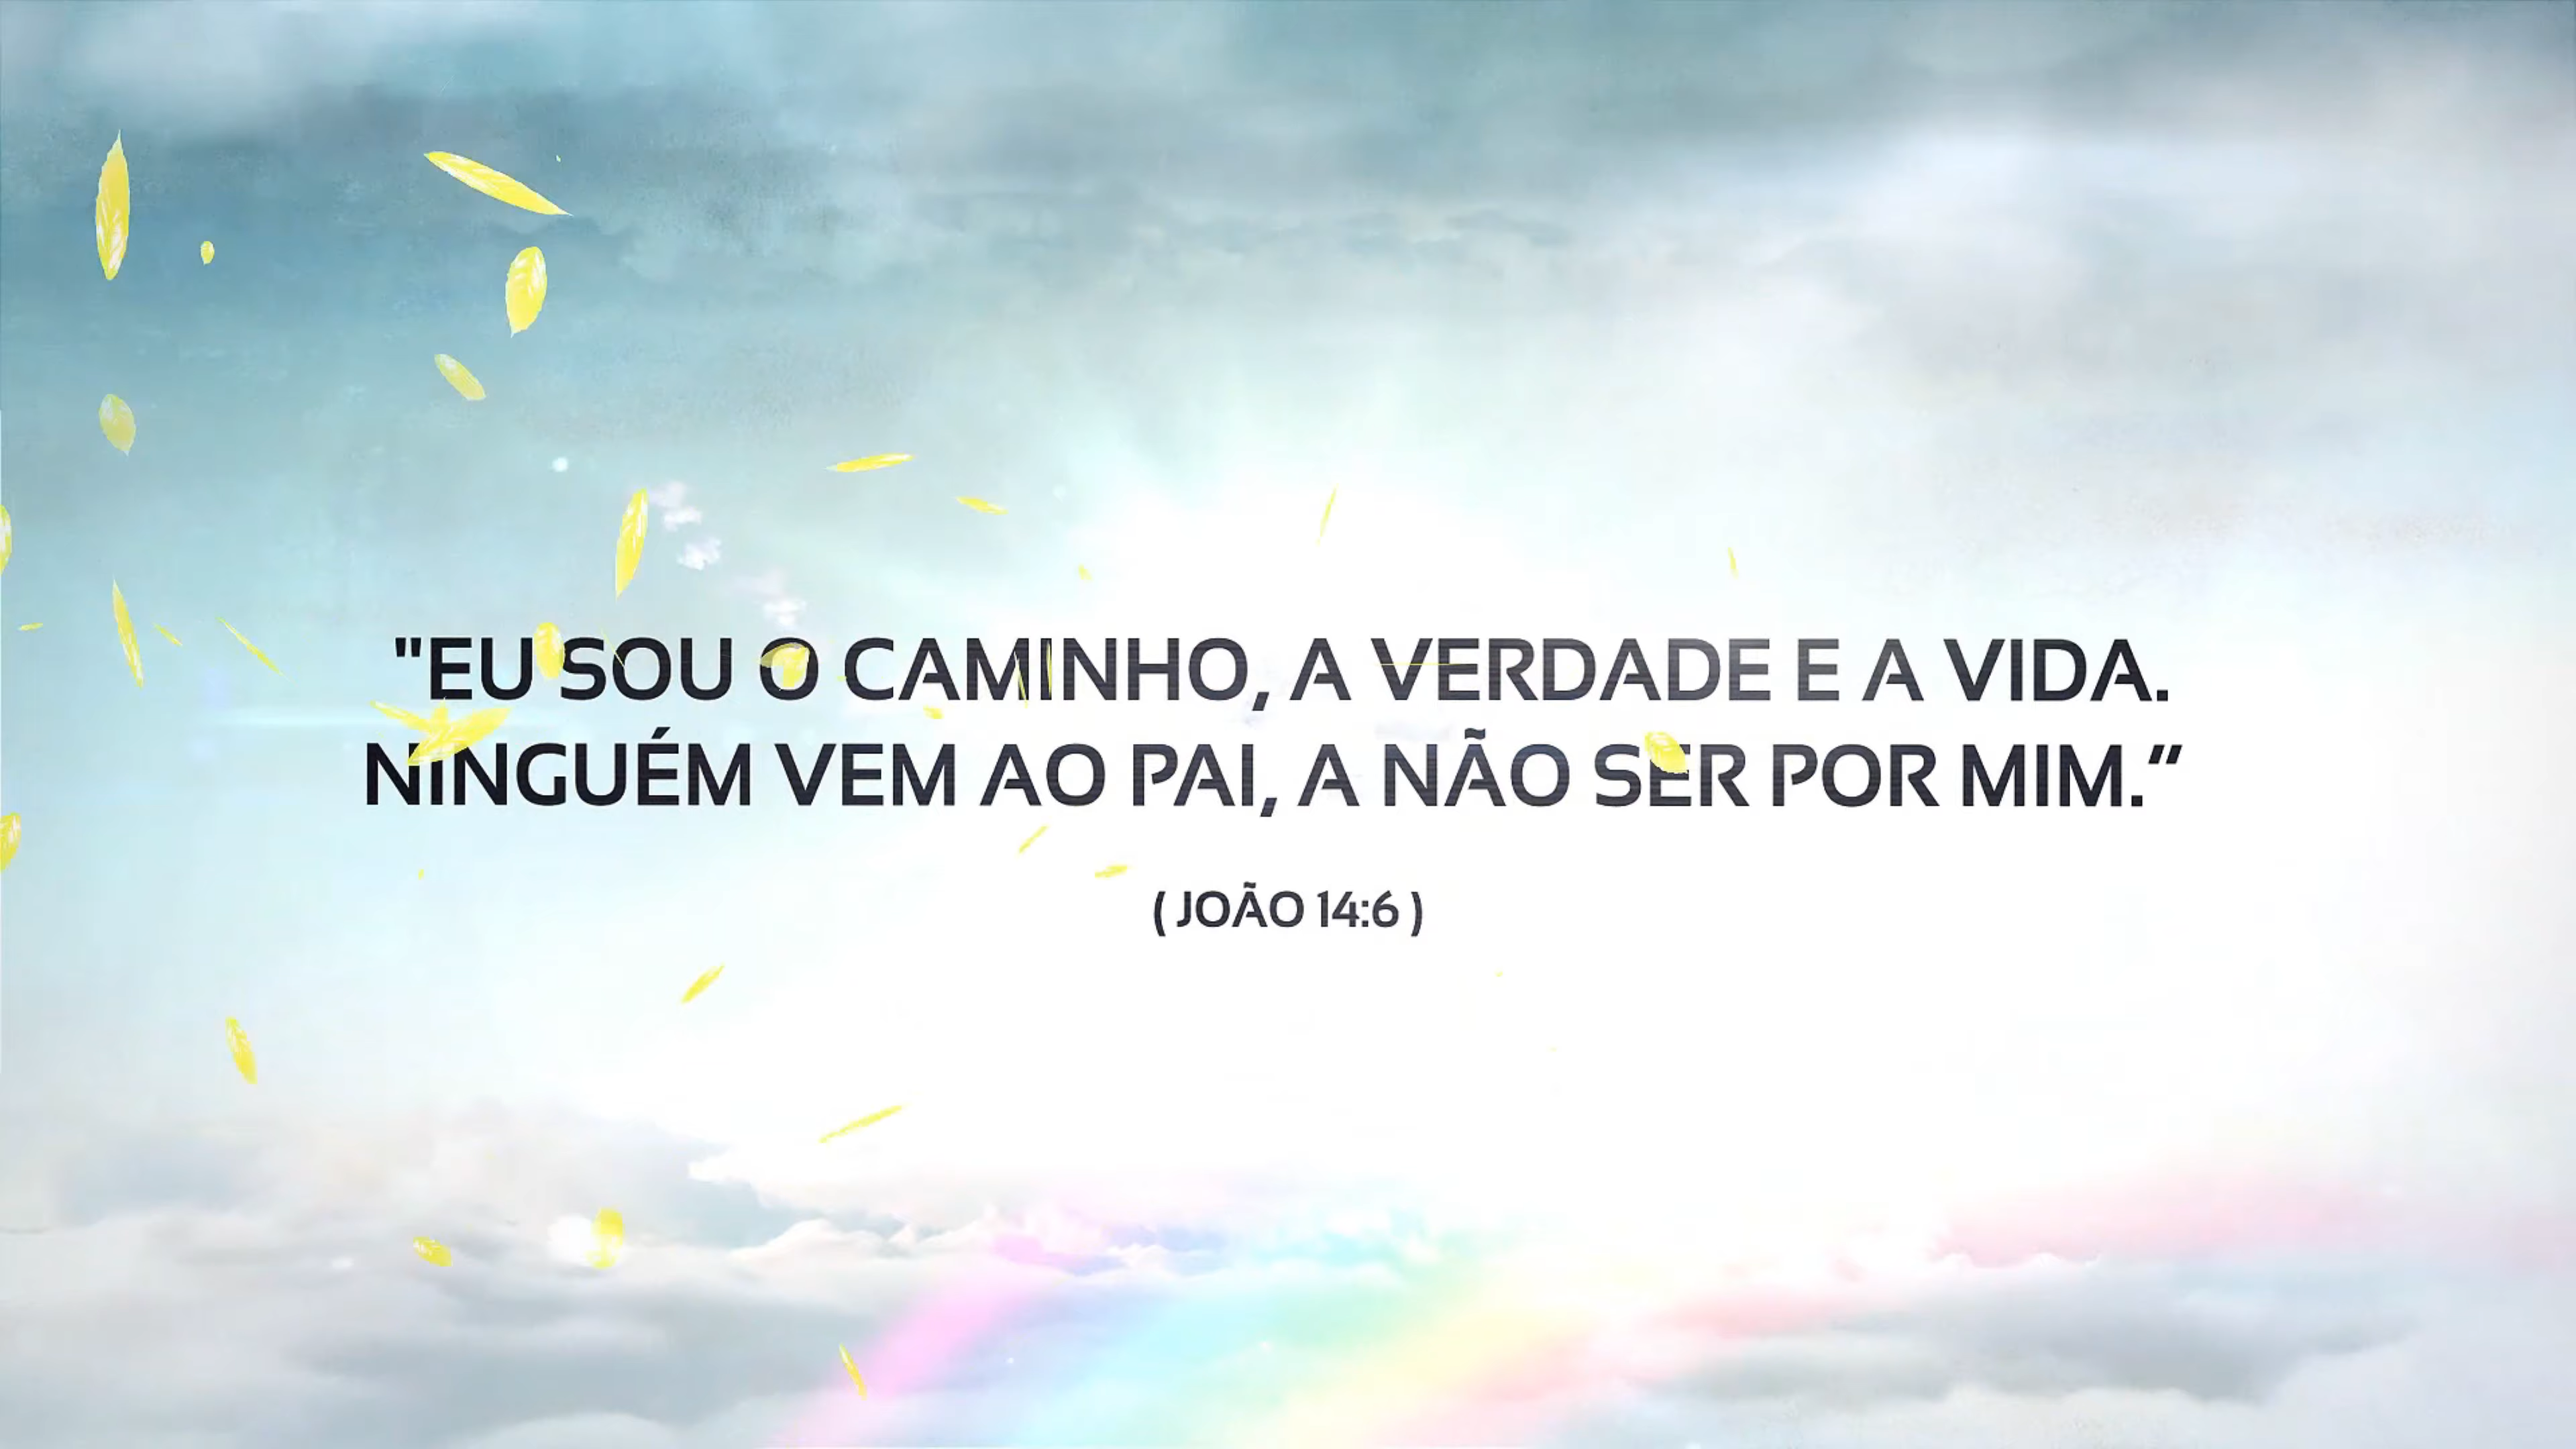 "EU SOU O CAMINHO, A VERDADE E A VIDA.
NINGUÉM VEM AO PAI, A NÃO SER POR MIM.”
( JOÃO 14:6 )